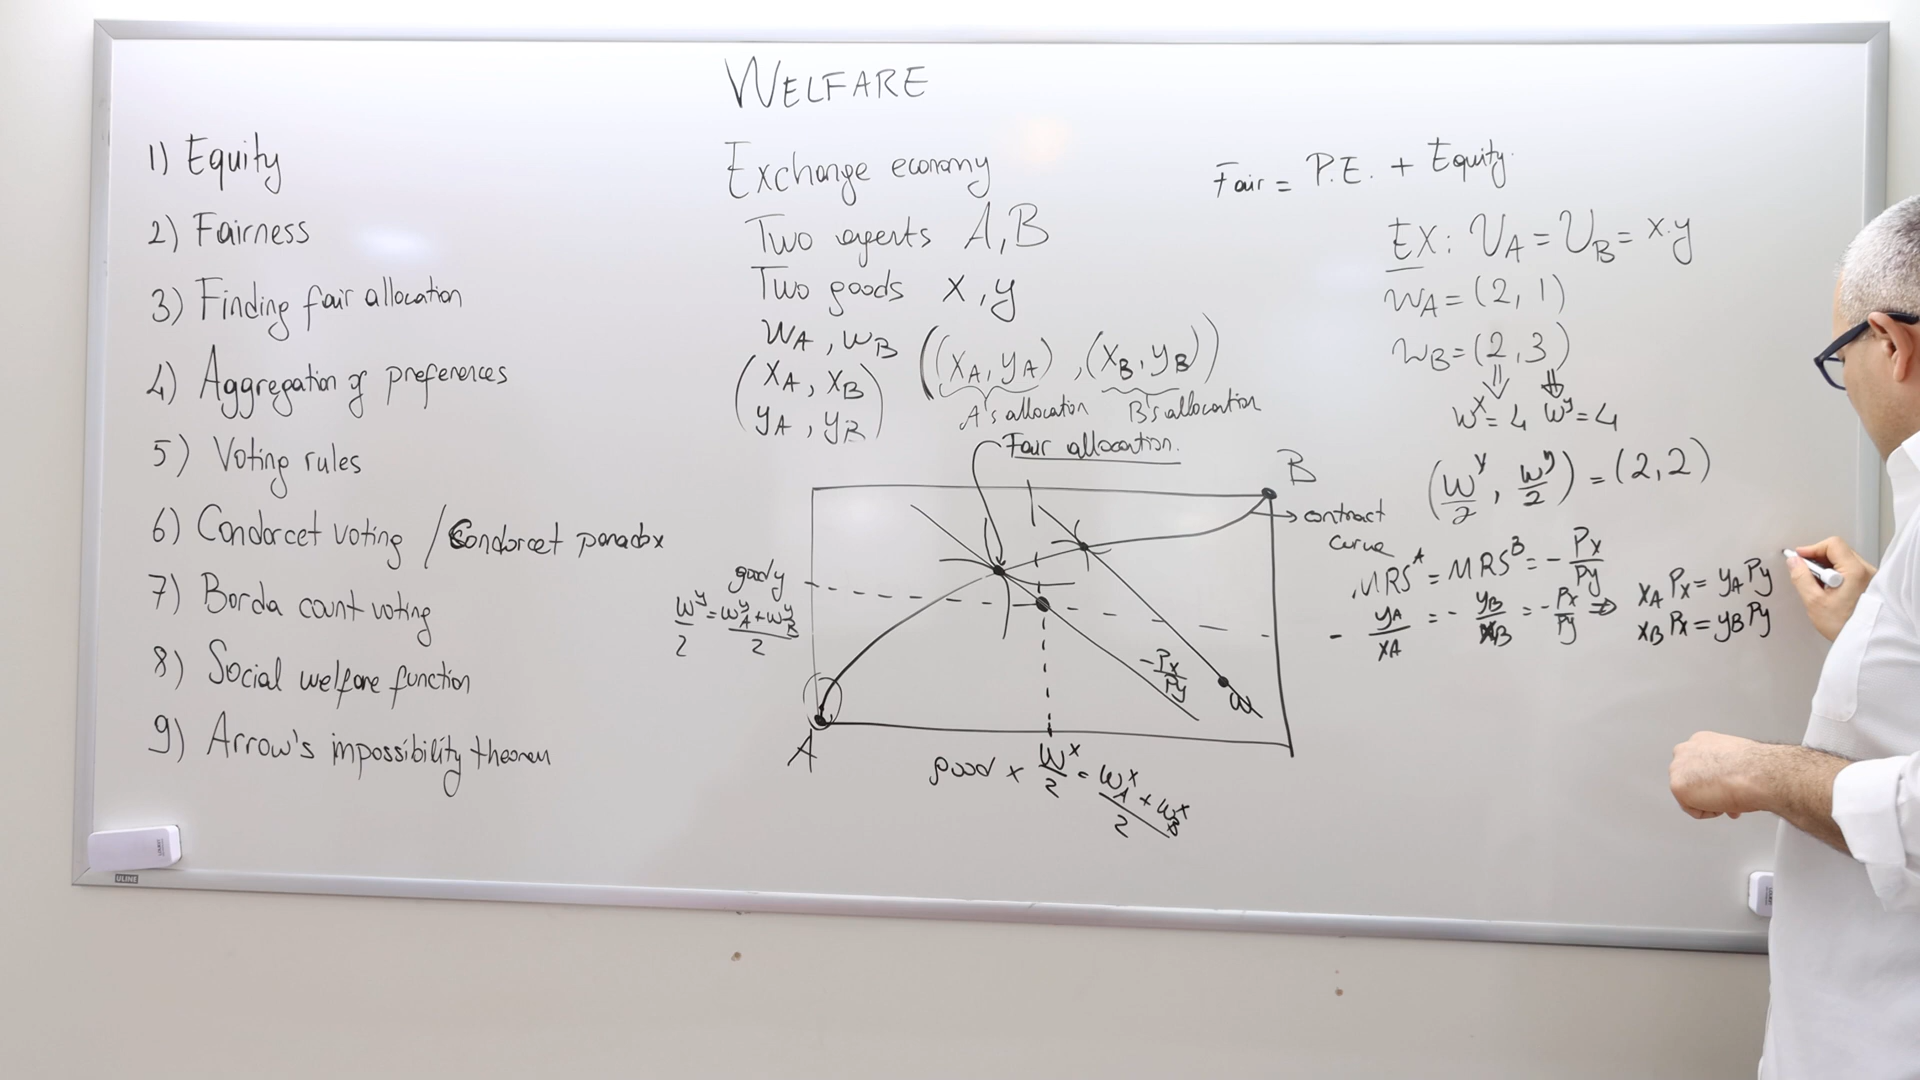 WELFARE
1) Equity
2) Fairness
3) Finding fair allocation
4) Aggregation of preferences
5) Voting rules
6) Condorcet voting / Condorcet paradox
7) Borda count voting
8) Social welfare function
9) Arrow's impossibility theorem
Exchange economy
Two agents A, B
Two goods x, y
wA, wB
(xA, xB
yA, yB)
((xA, yA), (xB, yB))
A's allocation B's allocation
Fair allocation.
B
contract
curve
good y
w^y/2 = (w^y_A + w^y_B)/2
-Px/Py
w
A
good x w^x/2 = (w^x_A + w^x_B)/2
Fair = P.E. + Equity.
EX: UA = UB = x.y
wA = (2, 1)
wB = (2, 3)
⇓ ⇓
w^x = 4 w^y = 4
(w^y/2, w^y/2) = (2,2)
MRS^A = MRS^B = - Px/Py
- yA/xA = - yB/xB = - Px/Py ⇒
xA Px = yA Py
xB Px = yB Py
ULINE